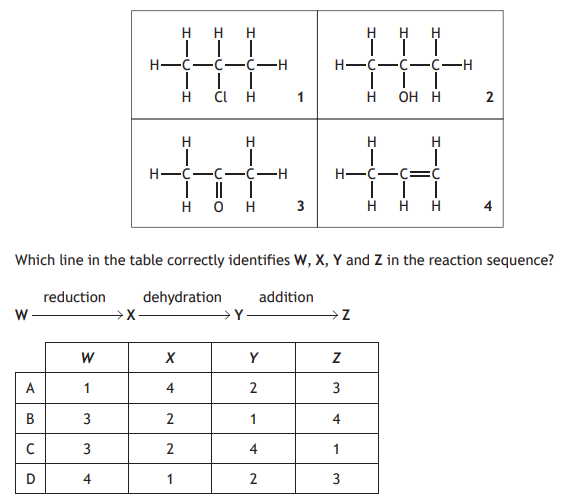 H H H
H C C C H
H Cl H 1
H H H
H C C C H
H OH H 2
H H
H C C C H
H O H 3
H H
H C C C
H H H 4
Which line in the table correctly identifies W, X, Y and Z in the reaction sequence?
reduction dehydration addition
W X Y Z
W X Y Z
A 1 4 2 3
B 3 2 1 4
C 3 2 4 1
D 4 1 2 3